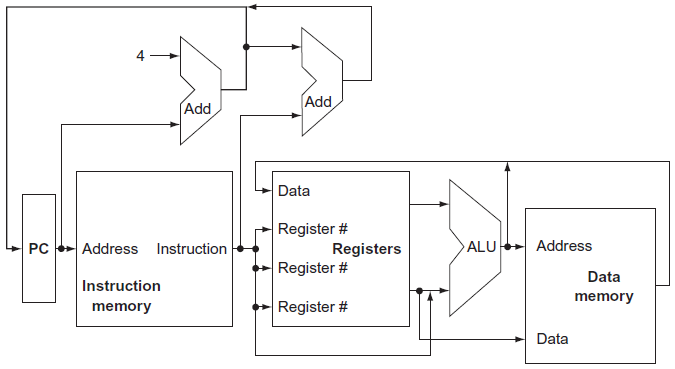 4
Add
Add
Data
Register #
PC
Address
Instruction
Registers
ALU
Address
Register #
Instruction
memory
Data
memory
Register #
Data